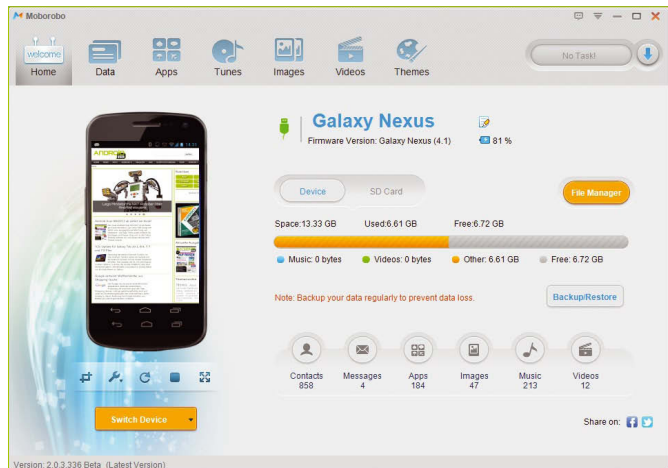 Moborobo
welcome
Home Data Apps Tunes Images Videos Themes
No Task!
Galaxy Nexus
Firmware Version: Galaxy Nexus (4.1) 81 %
Device SD Card File Manager
Space:13.33 GB Used:6.61 GB Free:6.72 GB
Music: 0 bytes Videos: 0 bytes Other: 6.61 GB Free: 6.72 GB
Note: Backup your data regularly to prevent data loss. Backup/Restore
Contacts Messages Apps Images Music Videos
858 4 184 47 213 12
Switch Device
Share on:
Version: 2.0.3.336 Beta (Latest Version)